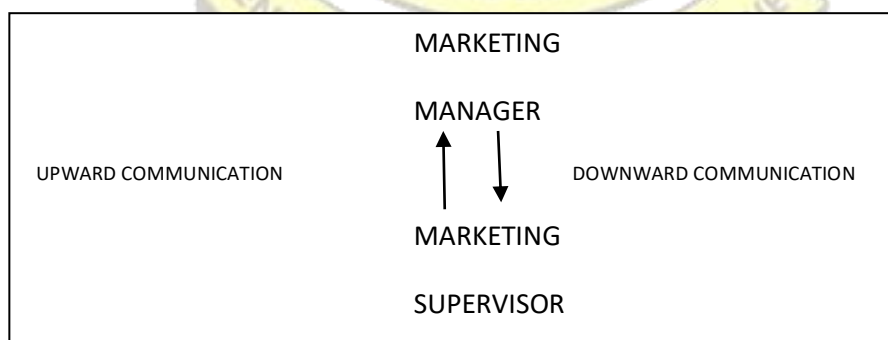 MARKETING
MANAGER
UPWARD COMMUNICATION
DOWNWARD COMMUNICATION
MARKETING
SUPERVISOR